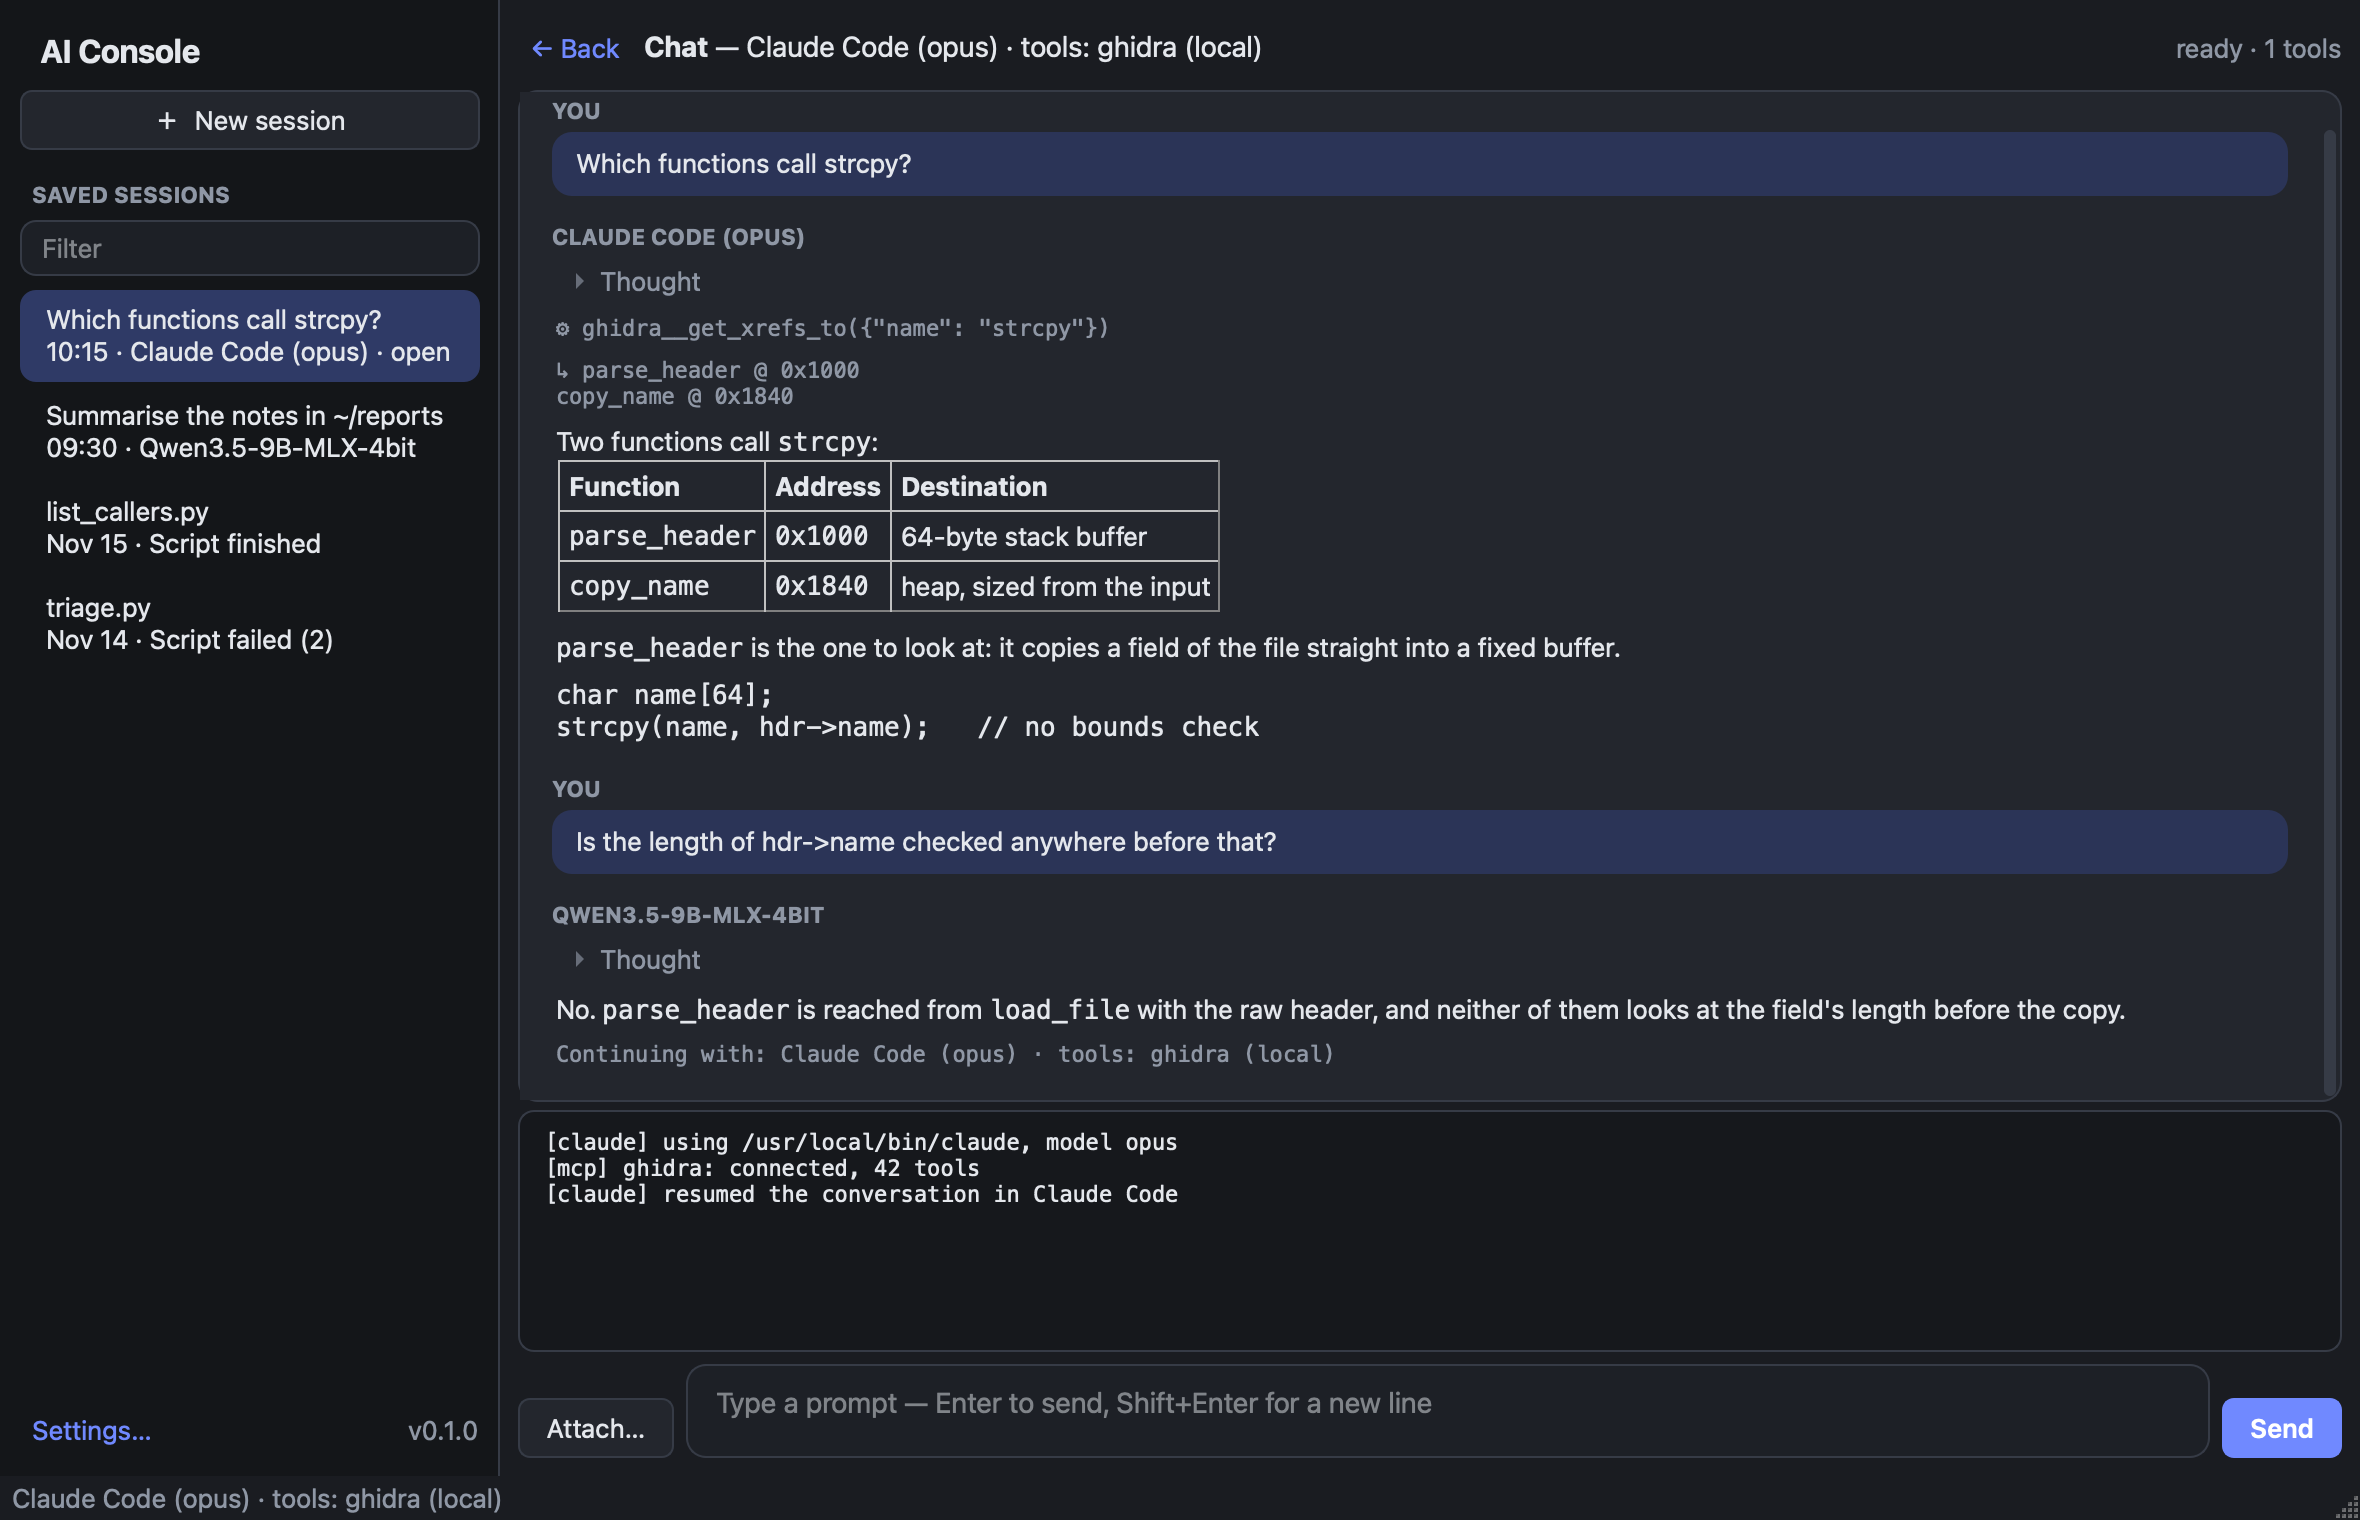 AI Console
+ New session
SAVED SESSIONS
Filter
Which functions call strcpy?
10:15 · Claude Code (opus) · open
Summarise the notes in ~/reports
09:30 · Qwen3.5-9B-MLX-4bit
list_callers.py
Nov 15 · Script finished
triage.py
Nov 14 · Script failed (2)
Settings...
v0.1.0
← Back Chat — Claude Code (opus) · tools: ghidra (local)
ready · 1 tools
YOU
Which functions call strcpy?
CLAUDE CODE (OPUS)
Thought
⚙ ghidra__get_xrefs_to({"name": "strcpy"})
↳ parse_header @ 0x1000
copy_name @ 0x1840
Two functions call strcpy:
Function Address Destination
parse_header 0x1000 64-byte stack buffer
copy_name 0x1840 heap, sized from the input
parse_header is the one to look at: it copies a field of the file straight into a fixed buffer.
char name[64];
strcpy(name, hdr->name);   // no bounds check
YOU
Is the length of hdr->name checked anywhere before that?
QWEN3.5-9B-MLX-4BIT
Thought
No. parse_header is reached from load_file with the raw header, and neither of them looks at the field's length before the copy.
Continuing with: Claude Code (opus) · tools: ghidra (local)
[claude] using /usr/local/bin/claude, model opus
[mcp] ghidra: connected, 42 tools
[claude] resumed the conversation in Claude Code
Attach...
Type a prompt — Enter to send, Shift+Enter for a new line
Send
Claude Code (opus) · tools: ghidra (local)